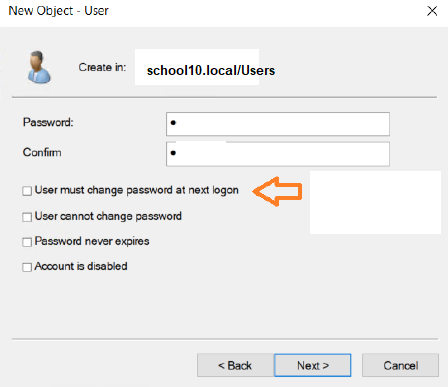 New Object - User
Create in: school10.local/Users
Password:
Confirm
User must change password at next logon
User cannot change password
Password never expires
Account is disabled
< Back Next > Cancel